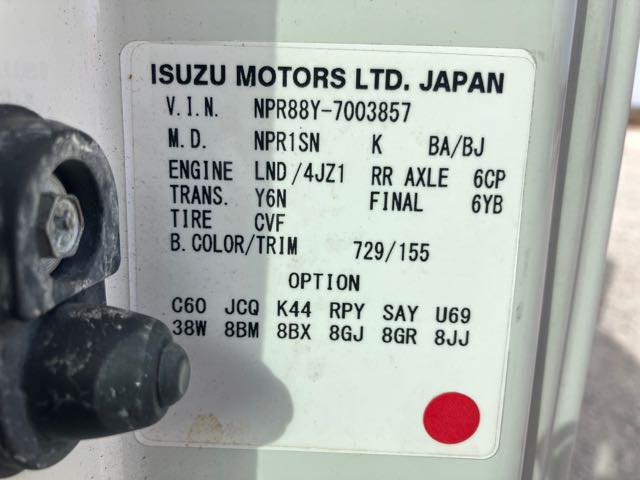 ISUZU MOTORS LTD. JAPAN
V.I.N. NPR88Y-7003857
M.D. NPR1SN K BA/BJ
ENGINE LND/4JZ1 RR AXLE 6CP
TRANS. Y6N FINAL 6YB
TIRE CVF
B.COLOR/TRIM 729/155
OPTION
C60 JCQ K44 RPY SAY U69
38W 8BM 8BX 8GJ 8GR 8JJ